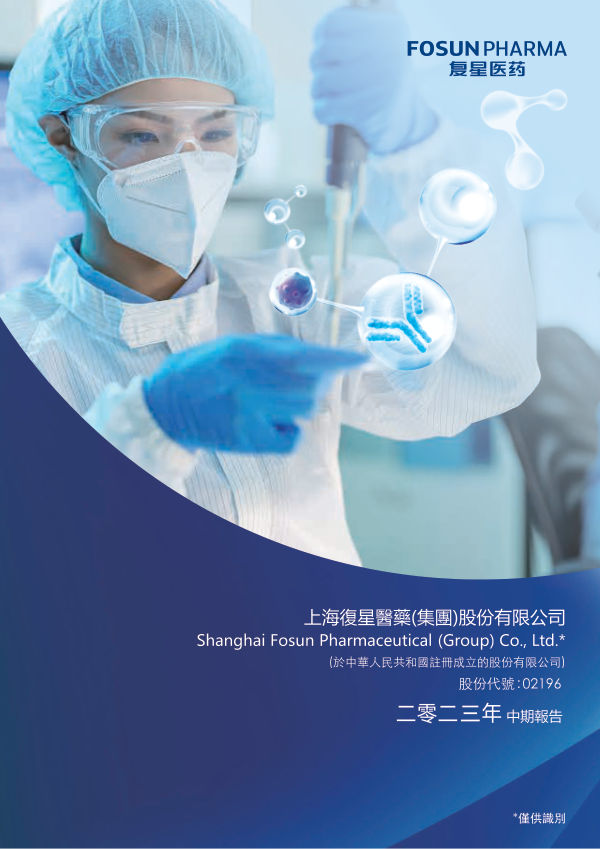 FOSUN PHARMA
复星医药
上海復星醫藥(集團)股份有限公司
Shanghai Fosun Pharmaceutical (Group) Co., Ltd.*
(於中華人民共和國註冊成立的股份有限公司)
股份代號：02196
二零二三年 中期報告
*僅供識別